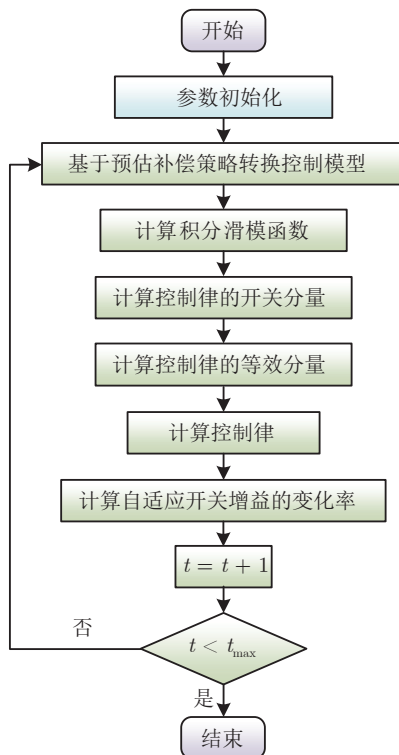 开始
参数初始化
基于预估补偿策略转换控制模型
计算积分滑模函数
计算控制律的开关分量
计算控制律的等效分量
计算控制律
计算自适应开关增益的变化率
t = t + 1
否
t < t_max
是
结束